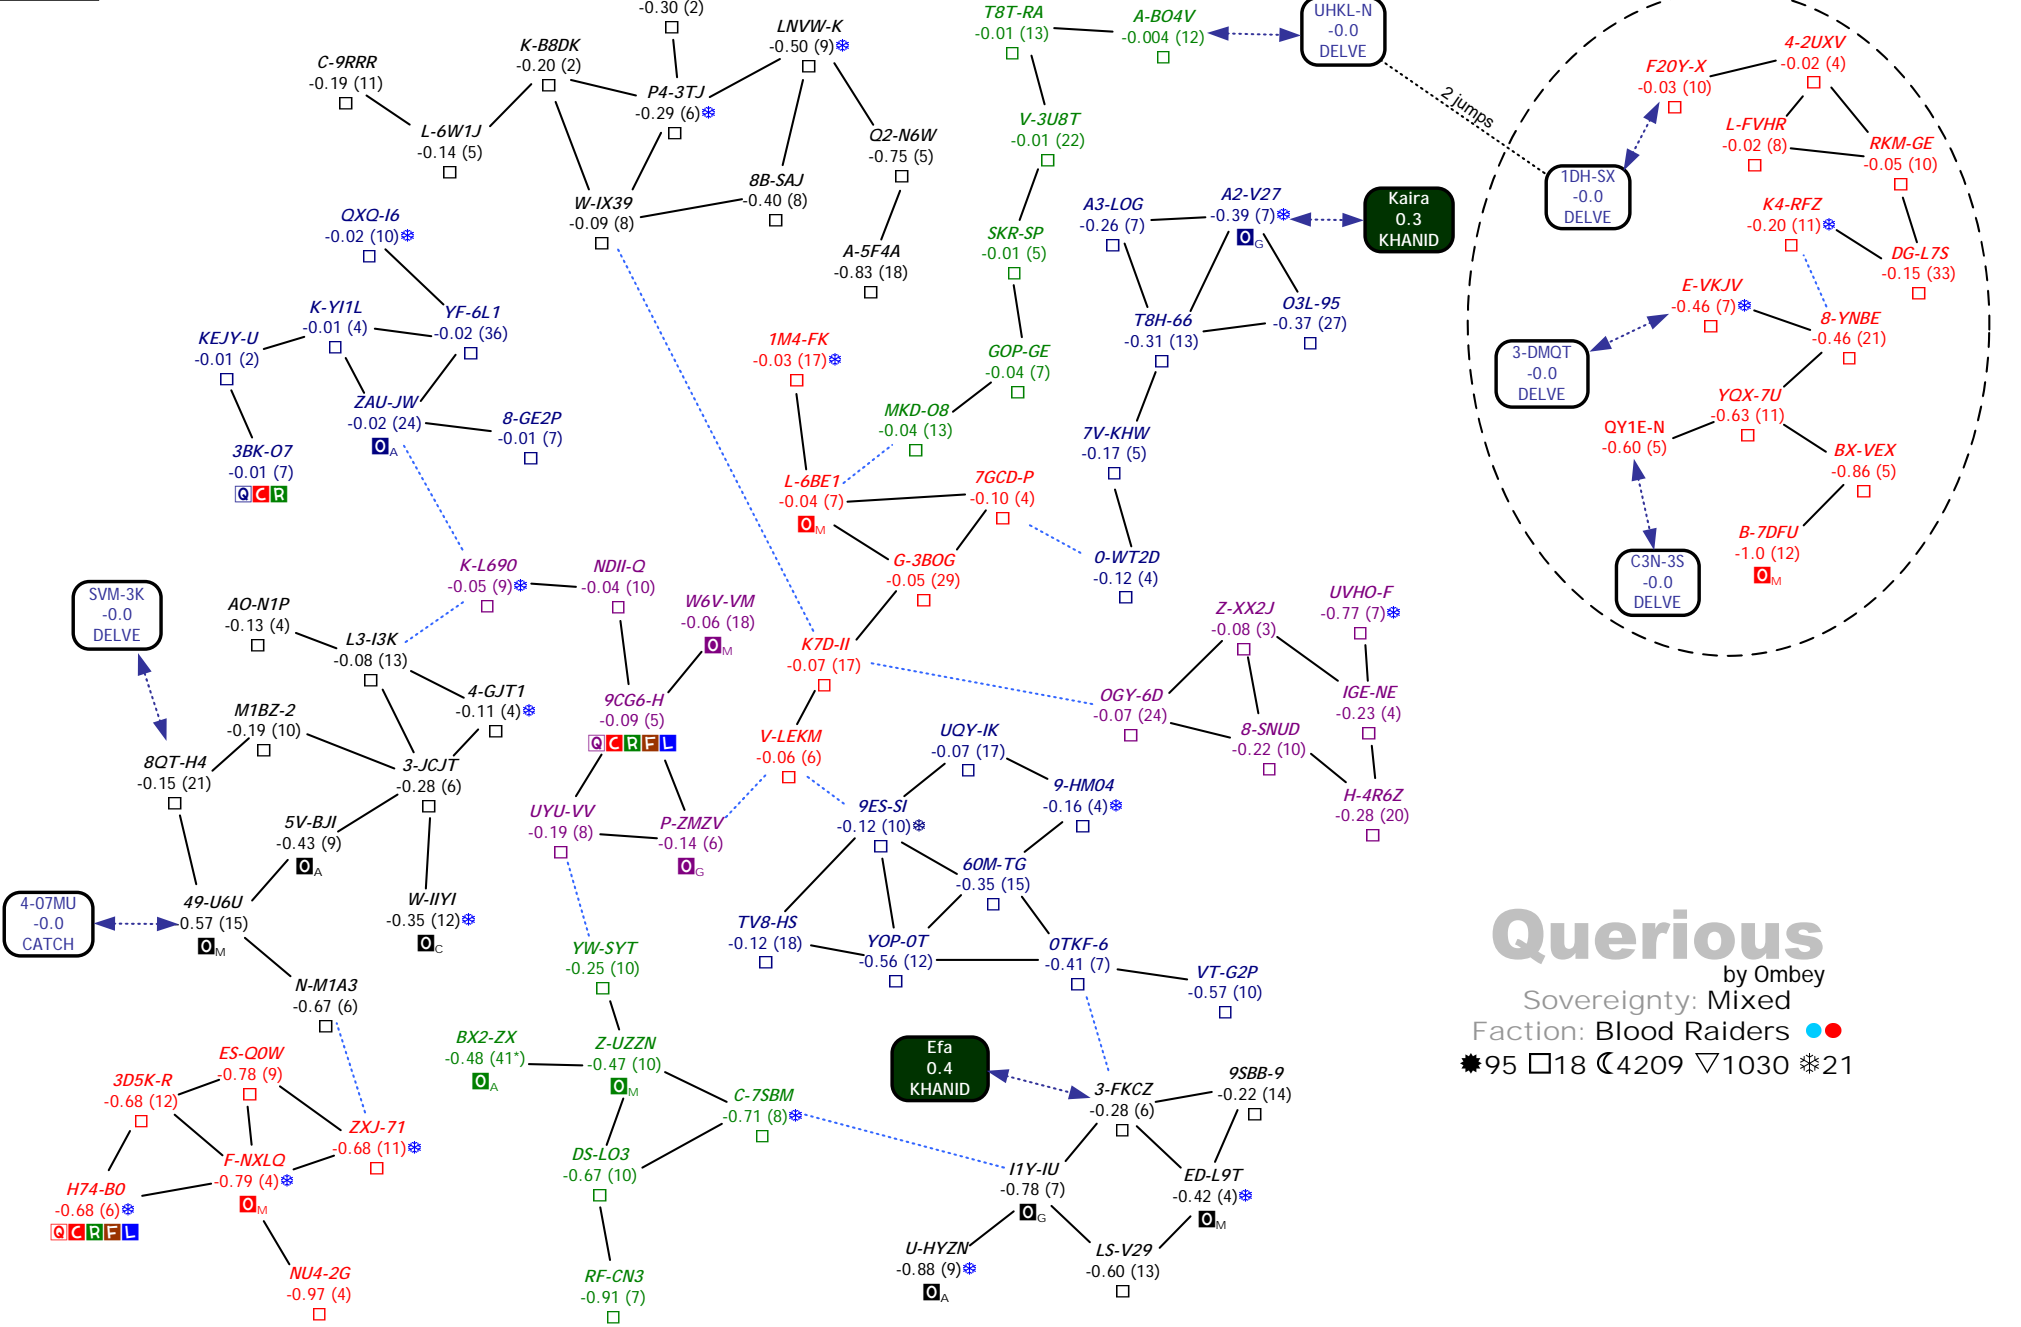 -0.30 (2)
LNVW-K
-0.50 (9)
K-B8DK
-0.20 (2)
C-9RRR
-0.19 (11)
P4-3TJ
-0.29 (6)
L-6W1J
-0.14 (5)
Q2-N6W
-0.75 (5)
8B-SAJ
-0.40 (8)
W-IX39
-0.09 (8)
A-5F4A
-0.83 (18)
T8T-RA
-0.01 (13)
A-BO4V
-0.004 (12)
UHKL-N
-0.0
DELVE
2 jumps
V-3U8T
-0.01 (22)
SKR-SP
-0.01 (5)
GOP-GE
-0.04 (7)
MKD-O8
-0.04 (13)
A3-LOG
-0.26 (7)
A2-V27
-0.39 (7)
O G
Kaira
0.3
KHANID
T8H-66
-0.31 (13)
O3L-95
-0.37 (27)
7V-KHW
-0.17 (5)
0-WT2D
-0.12 (4)
4-2UXV
-0.02 (4)
F20Y-X
-0.03 (10)
L-FVHR
-0.02 (8)
RKM-GE
-0.05 (10)
1DH-SX
-0.0
DELVE
K4-RFZ
-0.20 (11)
DG-L7S
-0.15 (33)
E-VKJV
-0.46 (7)
8-YNBE
-0.46 (21)
3-DMQT
-0.0
DELVE
YQX-7U
-0.63 (11)
QY1E-N
-0.60 (5)
BX-VEX
-0.86 (5)
B-7DFU
-1.0 (12)
O M
C3N-3S
-0.0
DELVE
QXQ-I6
-0.02 (10)
K-YI1L
-0.01 (4)
YF-6L1
-0.02 (36)
KEJY-U
-0.01 (2)
ZAU-JW
-0.02 (24)
O A
8-GE2P
-0.01 (7)
3BK-O7
-0.01 (7)
Q C R
1M4-FK
-0.03 (17)
L-6BE1
-0.04 (7)
O M
7GCD-P
-0.10 (4)
G-3BOG
-0.05 (29)
K7D-II
-0.07 (17)
V-LEKM
-0.06 (6)
K-L690
-0.05 (9)
NDII-Q
-0.04 (10)
W6V-VM
-0.06 (18)
O M
9CG6-H
-0.09 (5)
Q C R F L
UYU-VV
-0.19 (8)
P-ZMZV
-0.14 (6)
O G
SVM-3K
-0.0
DELVE
AO-N1P
-0.13 (4)
L3-I3K
-0.08 (13)
4-GJT1
-0.11 (4)
M1BZ-2
-0.19 (10)
8QT-H4
-0.15 (21)
3-JCJT
-0.28 (6)
5V-BJI
-0.43 (9)
O A
W-IIYI
-0.35 (12)
O C
4-07MU
-0.0
CATCH
49-U6U
0.57 (15)
O M
N-M1A3
-0.67 (6)
Z-XX2J
-0.08 (3)
UVHO-F
-0.77 (7)
OGY-6D
-0.07 (24)
IGE-NE
-0.23 (4)
8-SNUD
-0.22 (10)
H-4R6Z
-0.28 (20)
UQY-IK
-0.07 (17)
9-HM04
-0.16 (4)
9ES-SI
-0.12 (10)
60M-TG
-0.35 (15)
TV8-HS
-0.12 (18)
YOP-0T
-0.56 (12)
0TKF-6
-0.41 (7)
VT-G2P
-0.57 (10)
YW-SYT
-0.25 (10)
BX2-ZX
-0.48 (41*)
O A
Z-UZZN
-0.47 (10)
O M
C-7SBM
-0.71 (8)
DS-LO3
-0.67 (10)
RF-CN3
-0.91 (7)
ES-Q0W
-0.78 (9)
3D5K-R
-0.68 (12)
ZXJ-71
-0.68 (11)
F-NXLQ
-0.79 (4)
O M
H74-B0
-0.68 (6)
Q C R F L
NU4-2G
-0.97 (4)
Efa
0.4
KHANID
3-FKCZ
-0.28 (6)
9SBB-9
-0.22 (14)
I1Y-IU
-0.78 (7)
O G
ED-L9T
-0.42 (4)
O M
U-HYZN
-0.88 (9)
O A
LS-V29
-0.60 (13)
Querious
by Ombey
Sovereignty: Mixed
Faction: Blood Raiders
95 18 4209 1030 21